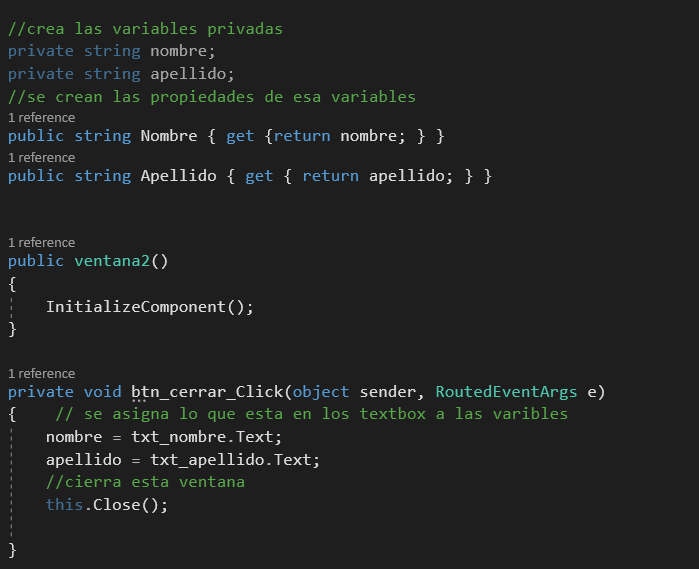 //crea las variables privadas
private string nombre;
private string apellido;
//se crean las propiedades de esa variables
1 reference
public string Nombre { get {return nombre; } }
1 reference
public string Apellido { get { return apellido; } }
1 reference
public ventana2()
{
InitializeComponent();
}
1 reference
private void btn_cerrar_Click(object sender, RoutedEventArgs e)
{    // se asigna lo que esta en los textbox a las varibles
nombre = txt_nombre.Text;
apellido = txt_apellido.Text;
//cierra esta ventana
this.Close();
}